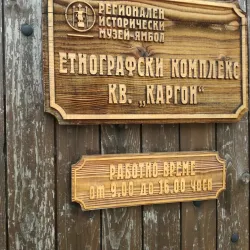 РЕГИОНАЛЕН
ИСТОРИЧЕСКИ
МУЗЕЙ-ЯМБОЛ
ЕТНОГРАФСКИ КОМПЛЕКС
КВ. „КАРГОН"
РАБОТНО ВРЕМЕ
от 9.00 до 16.00 часа